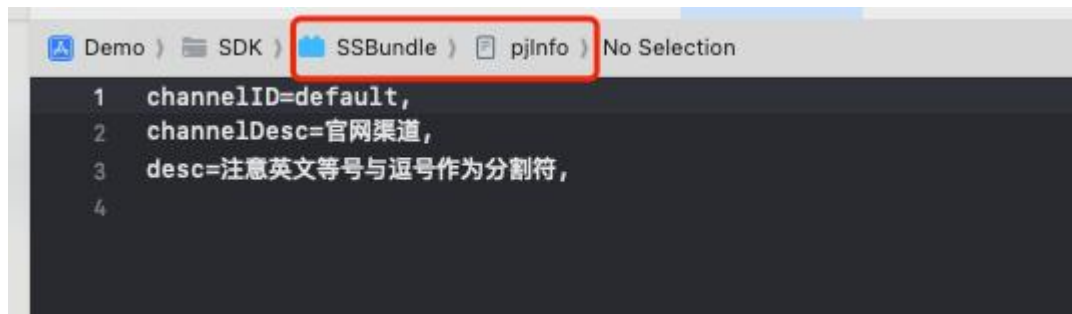 Demo 〉 SDK 〉 SSBundle 〉 pjInfo 〉 No Selection
1 channelID=default,
2 channelDesc=官网渠道,
3 desc=注意英文等号与逗号作为分割符,
4